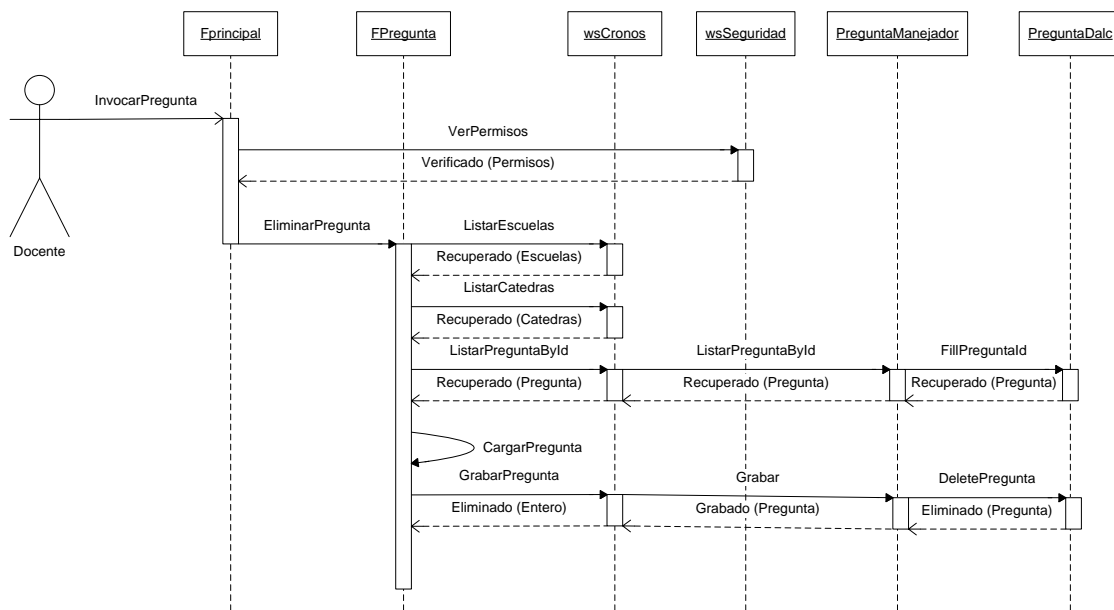 Fprincipal
FPregunta
wsCronos
wsSeguridad
PreguntaManejador
PreguntaDalc
InvocarPregunta
VerPermisos
Verificado (Permisos)
Docente
EliminarPregunta
ListarEscuelas
Recuperado (Escuelas)
ListarCatedras
Recuperado (Catedras)
ListarPreguntaById
ListarPreguntaById
FillPreguntaId
Recuperado (Pregunta)
Recuperado (Pregunta)
Recuperado (Pregunta)
CargarPregunta
GrabarPregunta
Grabar
DeletePregunta
Eliminado (Entero)
Grabado (Pregunta)
Eliminado (Pregunta)